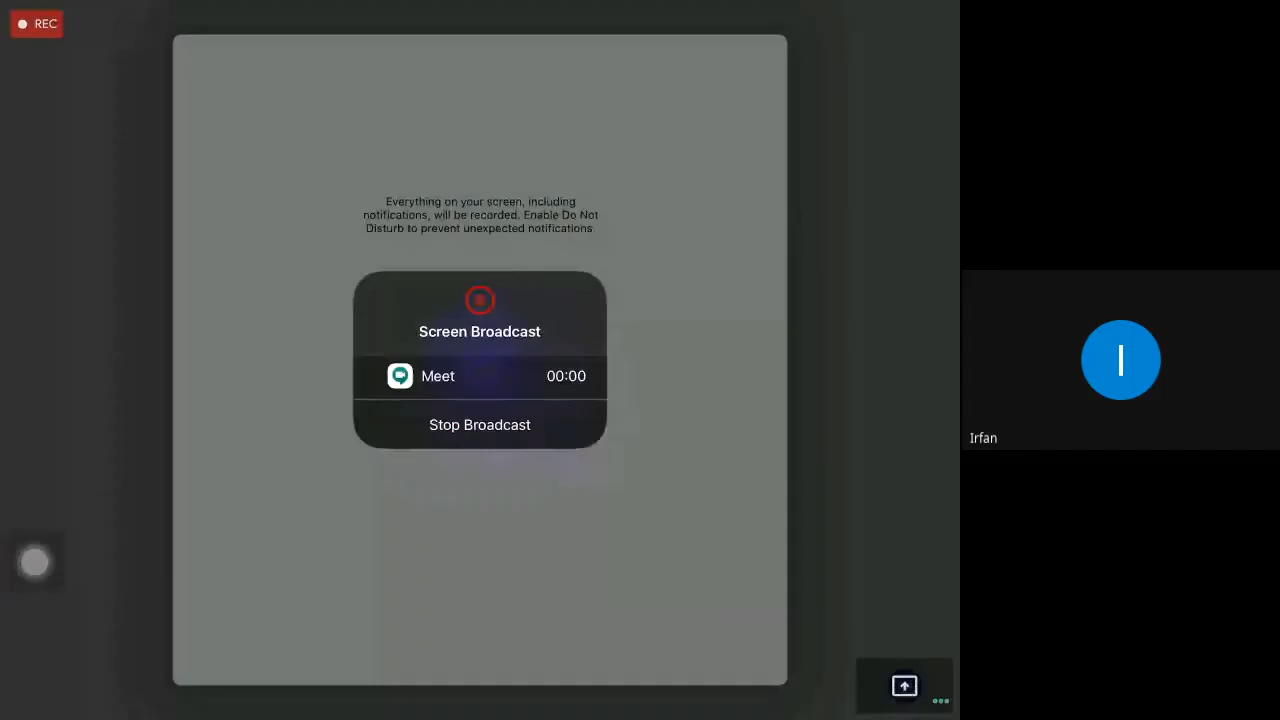 REC
Everything on your screen, including
notifications, will be recorded. Enable Do Not
Disturb to prevent unexpected notifications.
Screen Broadcast
Meet 00:00
Stop Broadcast
I
Irfan